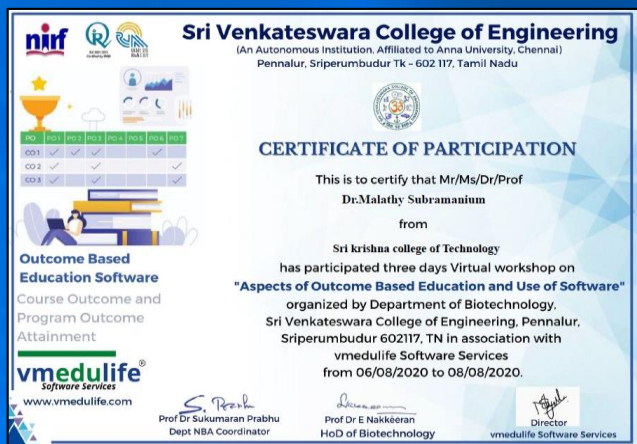 nirf
Sri Venkateswara College of Engineering
(An Autonomous Institution, Affiliated to Anna University, Chennai)
Pennalur, Sriperumbudur Tk – 602 117, Tamil Nadu
PO PO 1 PO 2 PO 3 PO 4 PO 5 PO 6 PO 7
CO 1
CO 2
CO 3
CERTIFICATE OF PARTICIPATION
This is to certify that Mr/Ms/Dr/Prof
Dr.Malathy Subramanium
from
Sri krishna college of Technology
has participated three days Virtual workshop on
"Aspects of Outcome Based Education and Use of Software"
organized by Department of Biotechnology,
Sri Venkateswara College of Engineering, Pennalur,
Sriperumbudur 602117, TN in association with
vmedulife Software Services
from 06/08/2020 to 08/08/2020.
Outcome Based
Education Software
Course Outcome and
Program Outcome
Attainment
vmedulife®
Software Services
www.vmedulife.com
Prof Dr Sukumaran Prabhu
Dept NBA Coordinator
Prof Dr E Nakkeeran
HoD of Biotechnology
Director
vmedulife Software Services